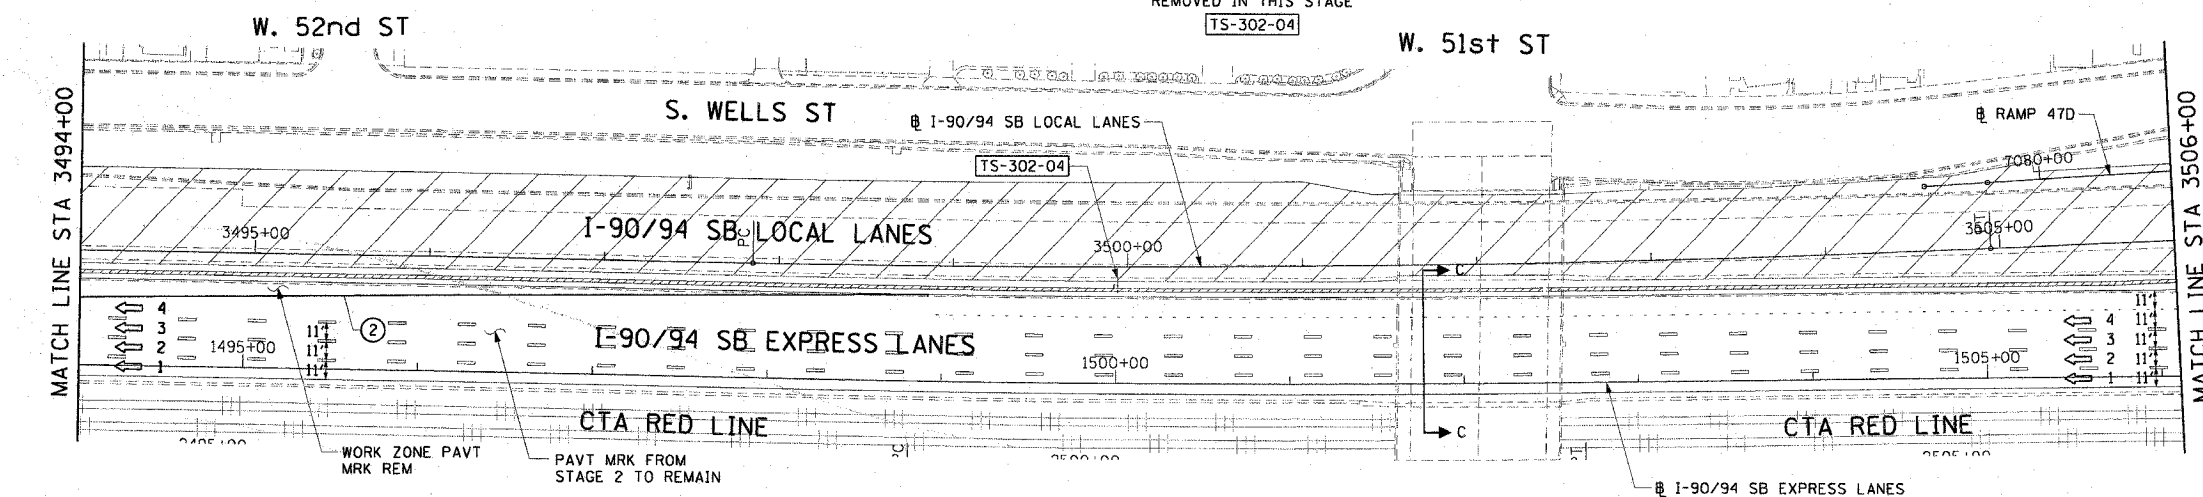 REMOVED IN THIS STAGE
TS-302-04
W. 52nd ST
W. 51st ST
S. WELLS ST
℄ I-90/94 SB LOCAL LANES
℄ RAMP 47D
TS-302-04
7080+00
MATCH LINE STA 3494+00
MATCH LINE STA 3506+00
I-90/94 SB LOCAL LANES
3495+00
PC
3500+00
3505+00
C
4
3
2
1
11'
11'
11'
2
1495+00
I-90/94 SB EXPRESS LANES
1500+00
1505+00
4
3
2
1
11'
11'
11'
11'
11'
C
CTA RED LINE
CTA RED LINE
WORK ZONE PAVT
MRK REM
PAVT MRK FROM
STAGE 2 TO REMAIN
℄ I-90/94 SB EXPRESS LANES